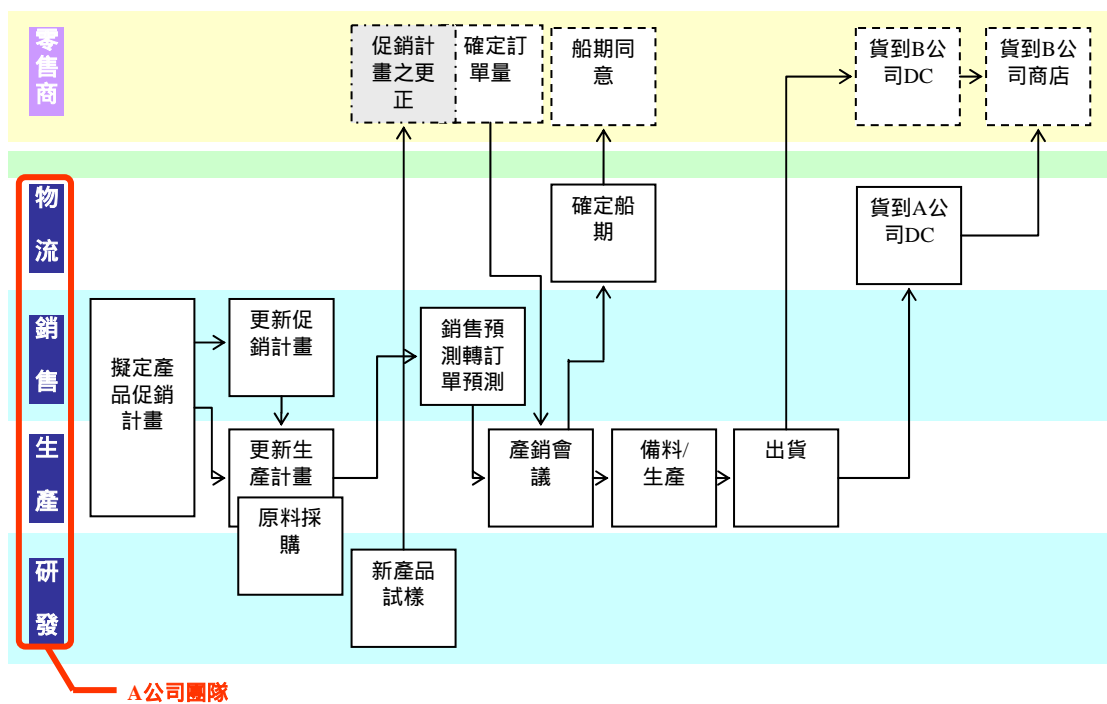 零售商
促銷計
畫之更
正
確定訂
單量
船期同
意
貨到B公
司DC
貨到B公
司商店
物流
確定船
期
貨到A公
司DC
銷售
擬定產
品促銷
計畫
更新促
銷計畫
銷售預
測轉訂
單預測
生產
更新生
產計畫
原料採
購
產銷會
議
備料/
生產
出貨
研發
新產品
試樣
A公司團隊